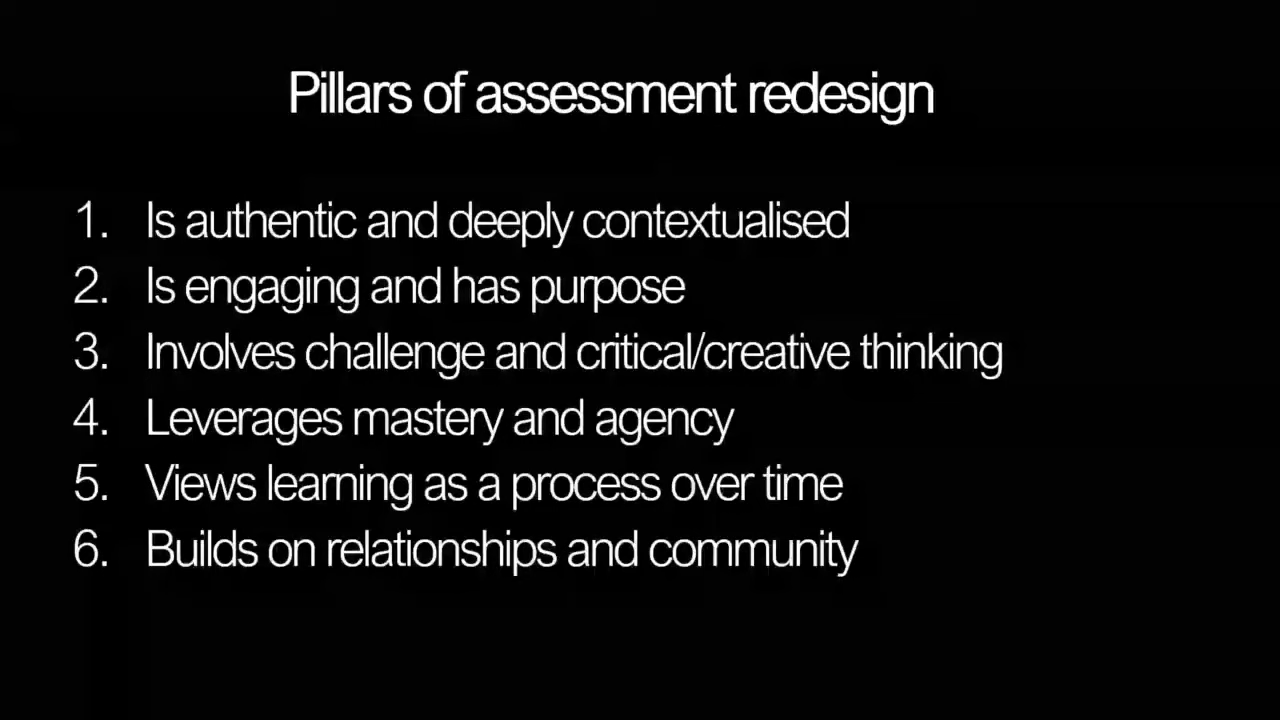 Pillars of assessment redesign
1. Is authentic and deeply contextualised
2. Is engaging and has purpose
3. Involves challenge and critical/creative thinking
4. Leverages mastery and agency
5. Views learning as a process over time
6. Builds on relationships and community